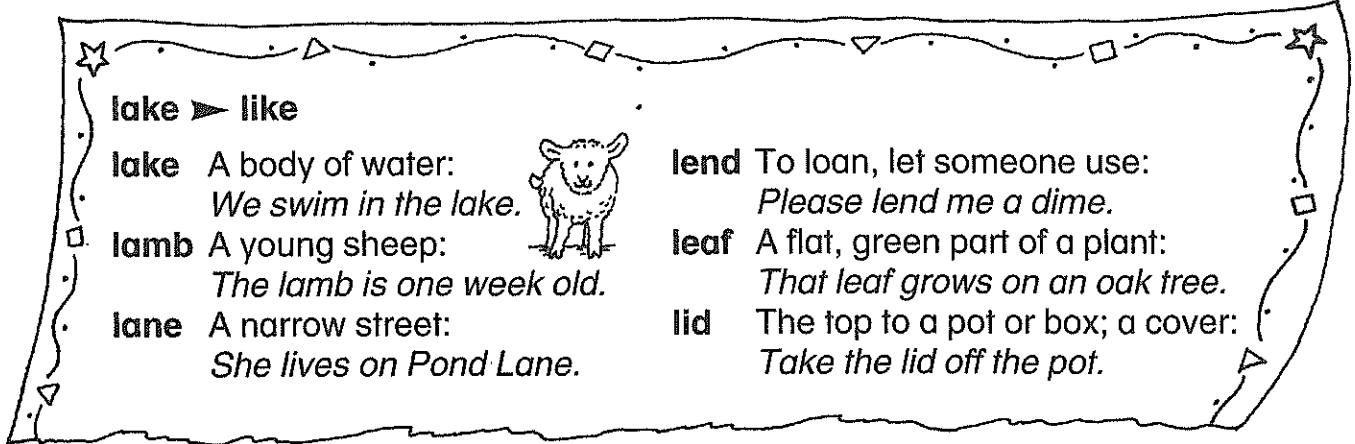 lake ➤ like
lake A body of water:
We swim in the lake.
lamb A young sheep:
The lamb is one week old.
lane A narrow street:
She lives on Pond Lane.
lend To loan, let someone use:
Please lend me a dime.
leaf A flat, green part of a plant:
That leaf grows on an oak tree.
lid The top to a pot or box; a cover:
Take the lid off the pot.